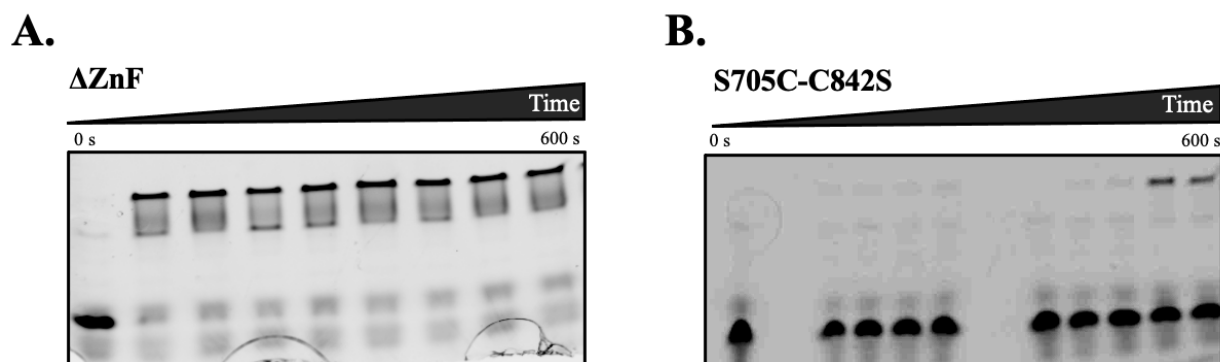 A.
ΔZnF
Time
0 s
600 s
B.
S705C-C842S
Time
0 s
600 s